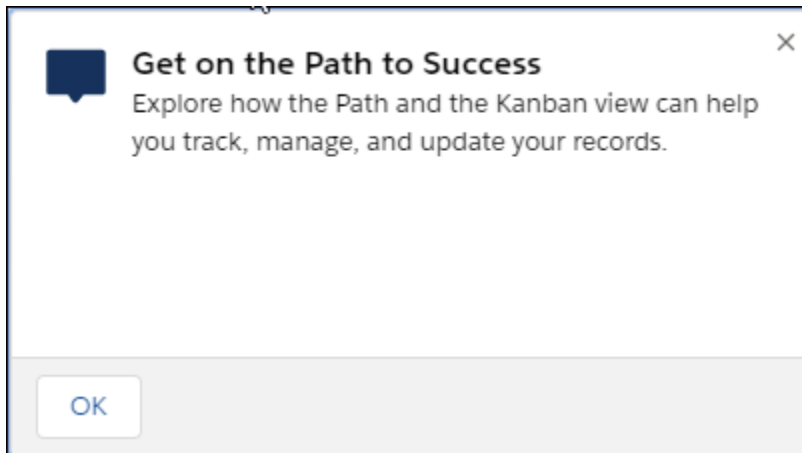 Get on the Path to Success
Explore how the Path and the Kanban view can help
you track, manage, and update your records.
OK